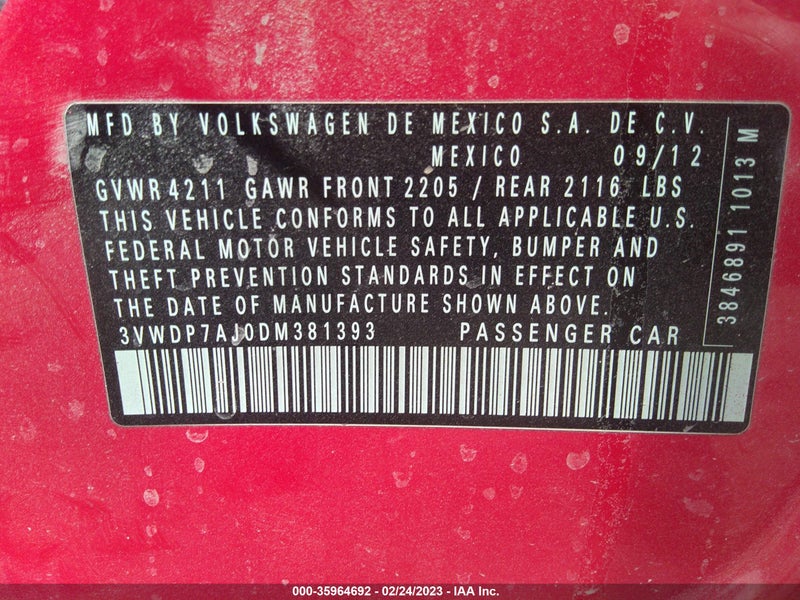 MFD BY VOLKSWAGEN DE MEXICO S.A. DE C.V.
MEXICO 09/12
GVWR 4211 GAWR FRONT 2205 / REAR 2116 LBS
THIS VEHICLE CONFORMS TO ALL APPLICABLE U.S.
FEDERAL MOTOR VEHICLE SAFETY, BUMPER AND
THEFT PREVENTION STANDARDS IN EFFECT ON
THE DATE OF MANUFACTURE SHOWN ABOVE.
3VWDP7AJ0DM381393 PASSENGER CAR
3846891 1013 M
000-35964692 - 02/24/2023 - IAA Inc.